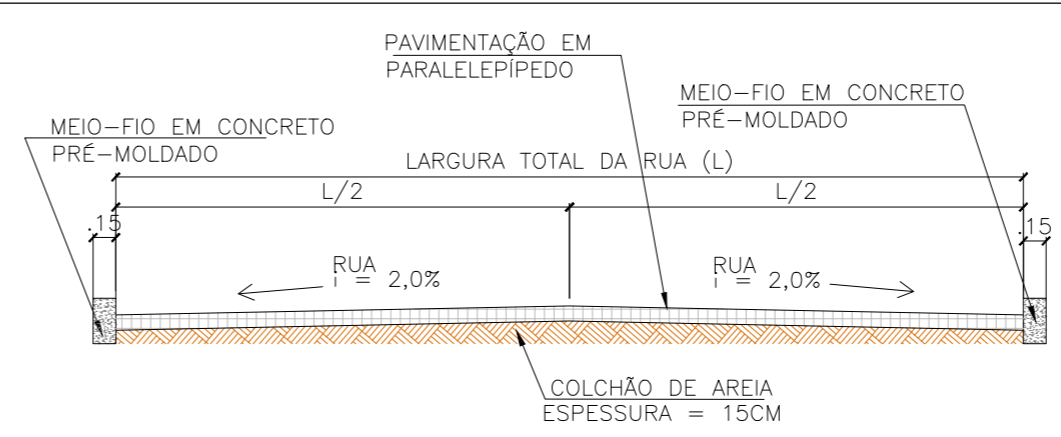 PAVIMENTAÇÃO EM
PARALELEPÍPEDO
MEIO-FIO EM CONCRETO
PRÉ-MOLDADO
MEIO-FIO EM CONCRETO
PRÉ-MOLDADO
LARGURA TOTAL DA RUA (L)
L/2
L/2
.15
.15
RUA
i = 2,0%
RUA
i = 2,0%
COLCHÃO DE AREIA
ESPESSURA = 15CM